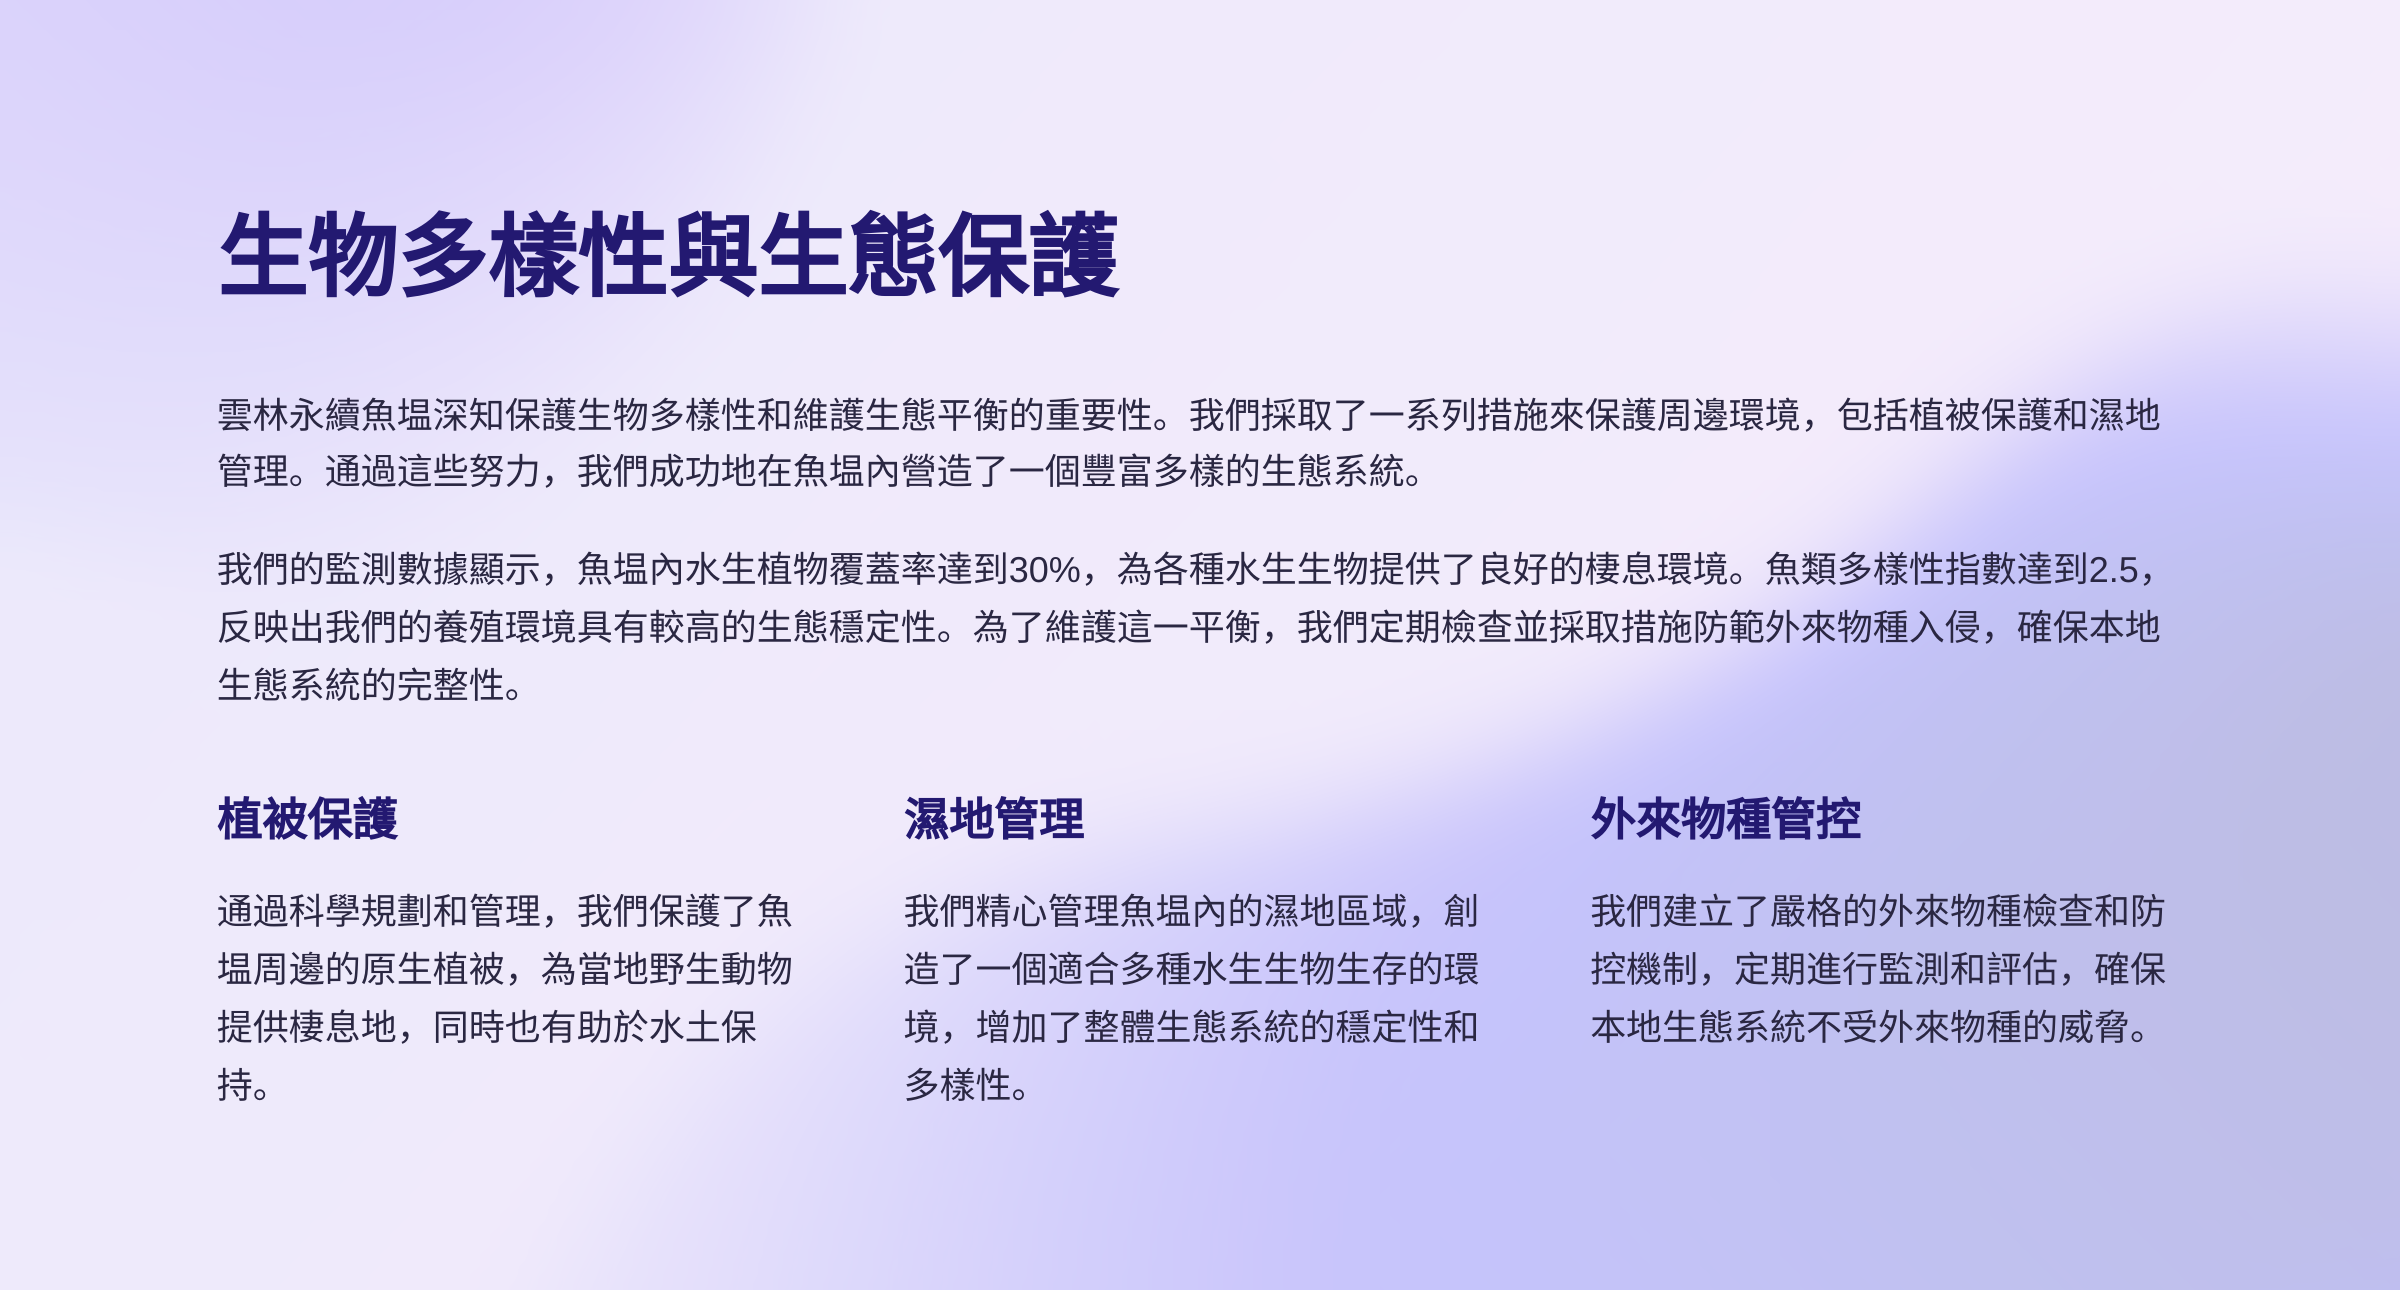 生物多樣性與生態保護
雲林永續魚塭深知保護生物多樣性和維護生態平衡的重要性。我們採取了一系列措施來保護周邊環境，包括植被保護和濕地
管理。通過這些努力，我們成功地在魚塭內營造了一個豐富多樣的生態系統。
我們的監測數據顯示，魚塭內水生植物覆蓋率達到30%，為各種水生生物提供了良好的棲息環境。魚類多樣性指數達到2.5，
反映出我們的養殖環境具有較高的生態穩定性。為了維護這一平衡，我們定期檢查並採取措施防範外來物種入侵，確保本地
生態系統的完整性。
植被保護
通過科學規劃和管理，我們保護了魚
塭周邊的原生植被，為當地野生動物
提供棲息地，同時也有助於水土保
持。
濕地管理
我們精心管理魚塭內的濕地區域，創
造了一個適合多種水生生物生存的環
境，增加了整體生態系統的穩定性和
多樣性。
外來物種管控
我們建立了嚴格的外來物種檢查和防
控機制，定期進行監測和評估，確保
本地生態系統不受外來物種的威脅。